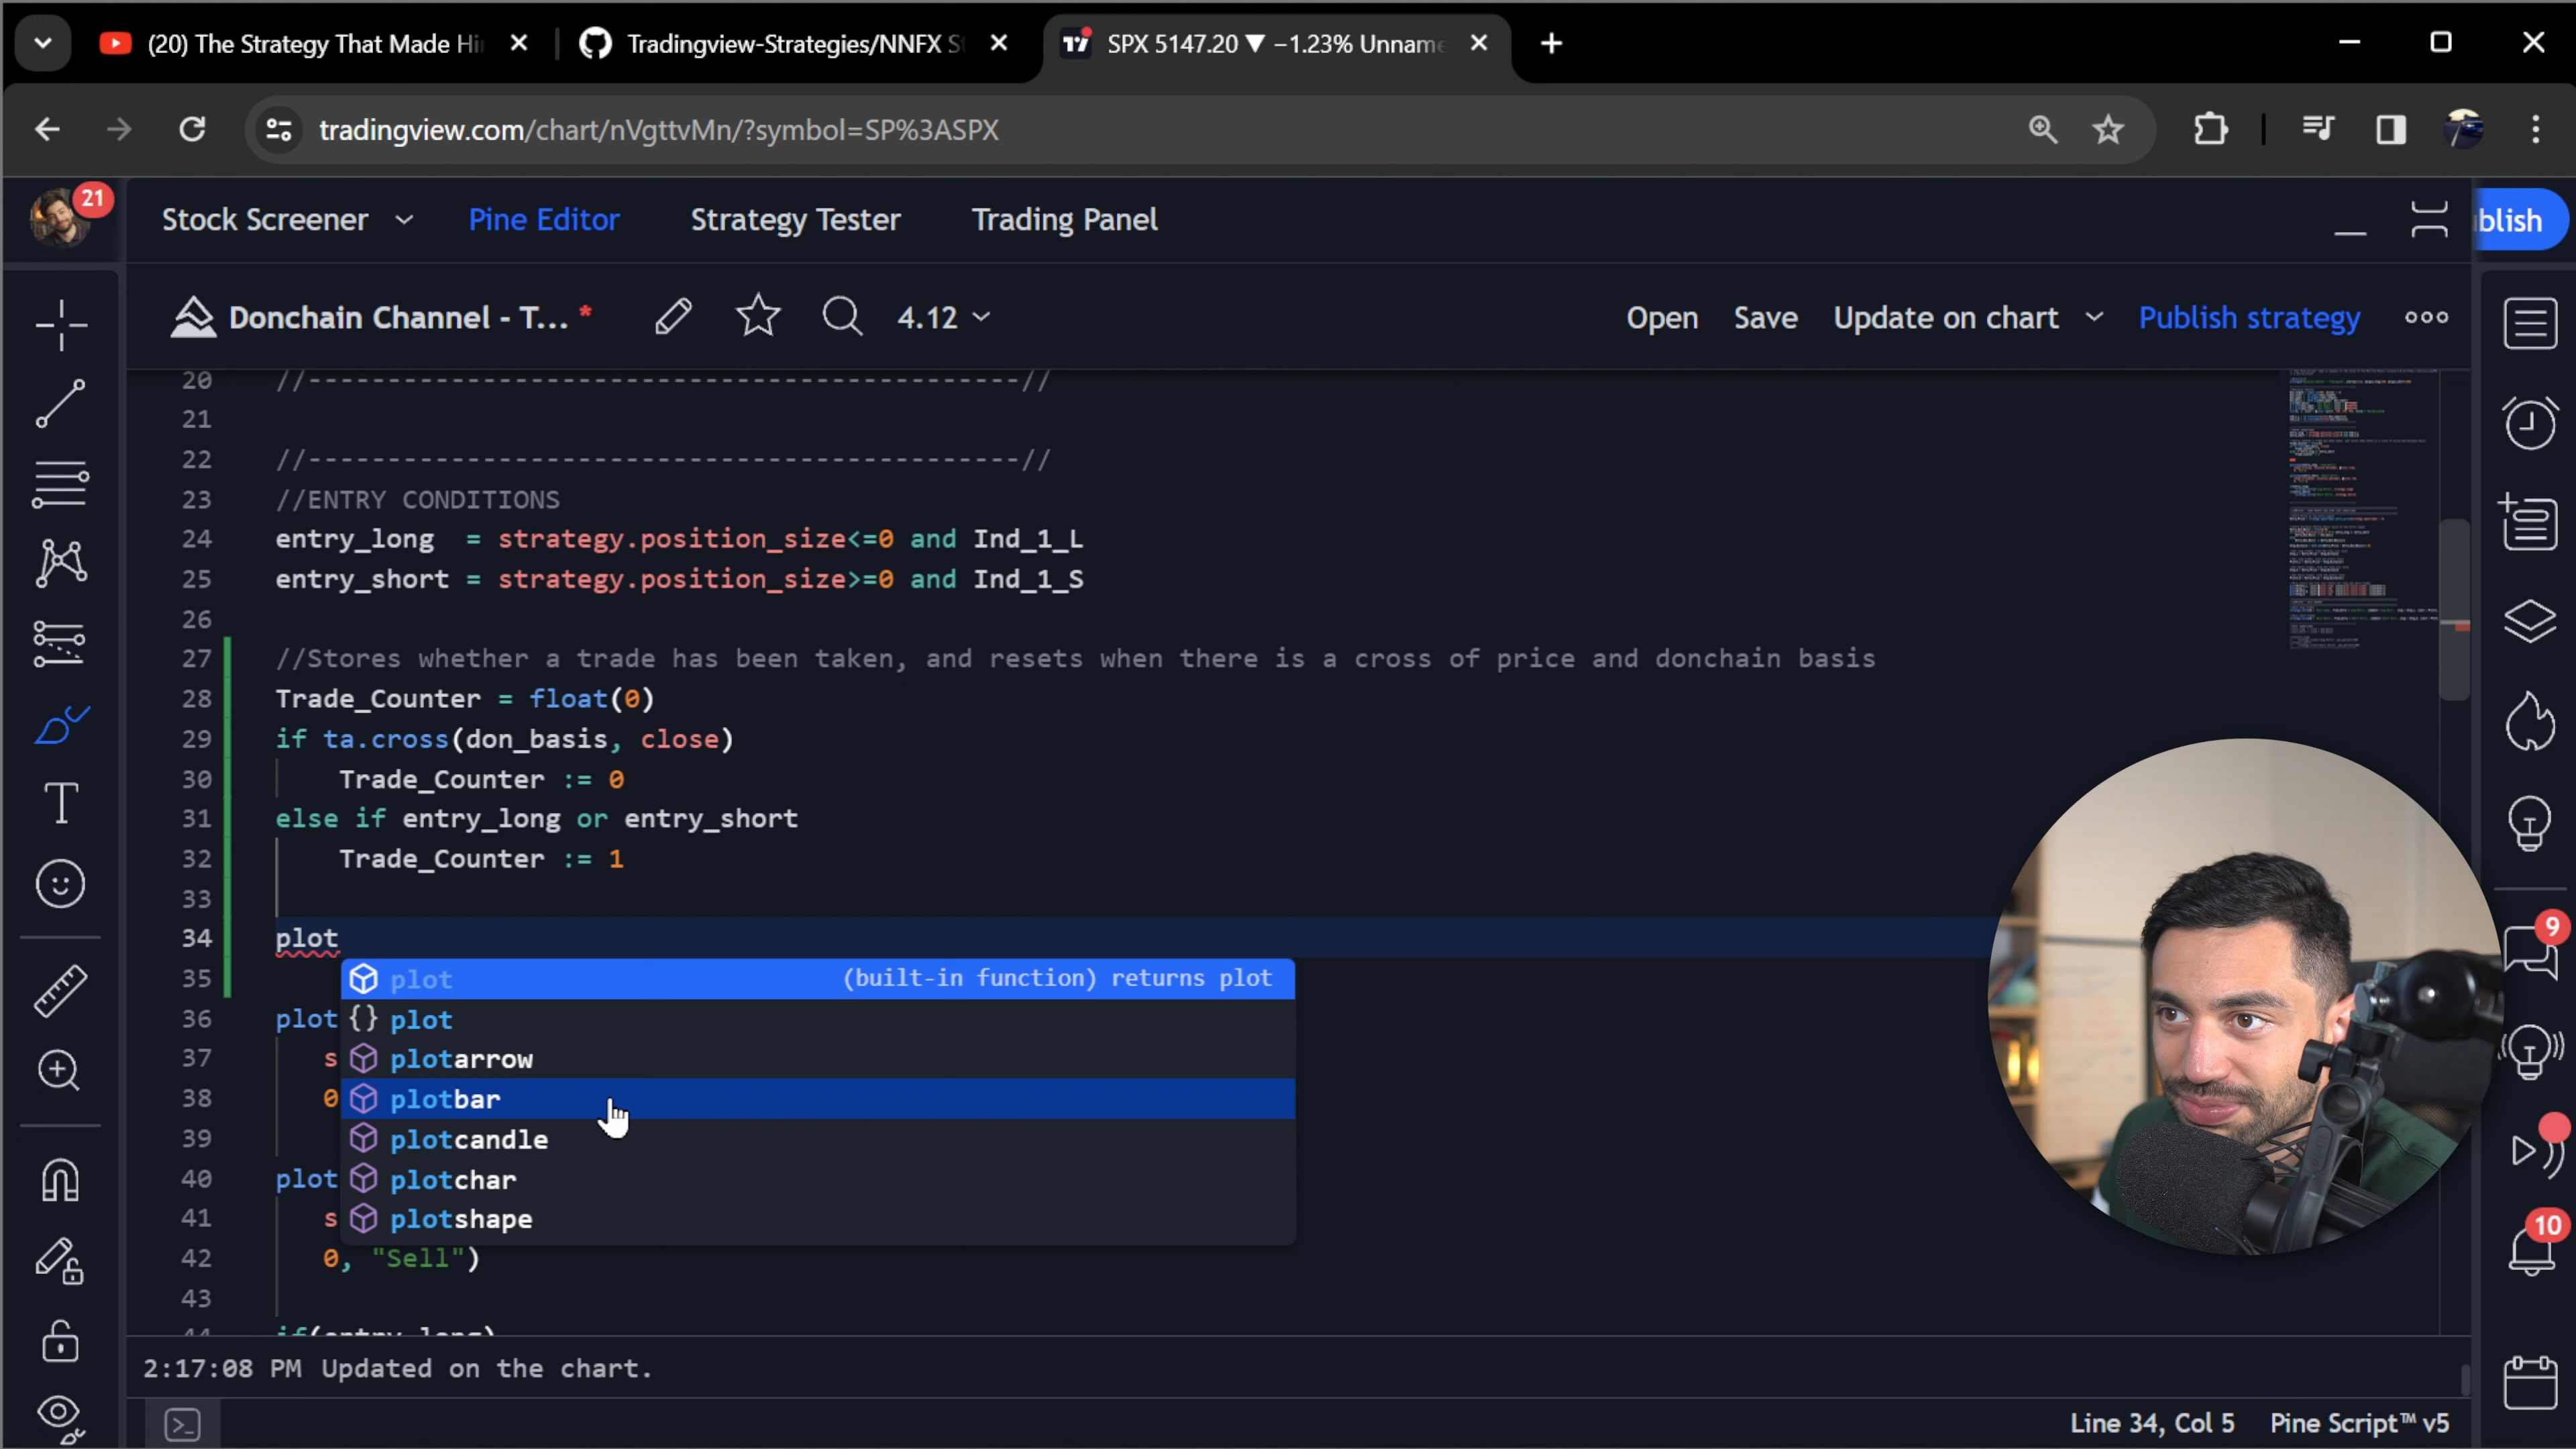 (20) The Strategy That Made Hi
Tradingview-Strategies/NNFX S
SPX 5147.20 ▼ −1.23% Unname
tradingview.com/chart/nVgttvMn/?symbol=SP%3ASPX
21
Stock Screener
Pine Editor
Strategy Tester
Trading Panel
blish
Donchain Channel - T... *
4.12
Open
Save
Update on chart
Publish strategy
20 //---------------------------------------------//
21
22 //---------------------------------------------//
23 //ENTRY CONDITIONS
24 entry_long  = strategy.position_size<=0 and Ind_1_L
25 entry_short = strategy.position_size>=0 and Ind_1_S
26
27 //Stores whether a trade has been taken, and resets when there is a cross of price and donchain basis
28 Trade_Counter = float(0)
29 if ta.cross(don_basis, close)
30     Trade_Counter := 0
31 else if entry_long or entry_short
32     Trade_Counter := 1
33
34 plot
35 plot (built-in function) returns plot
36 plot {} plot
37 s plotarrow
38 0 plotbar
39 plotcandle
40 plot plotchar
41 s plotshape
42 0, "Sell")
43
44 if(entry_long)
9
10
2:17:08 PM Updated on the chart.
Line 34, Col 5
Pine Script™ v5